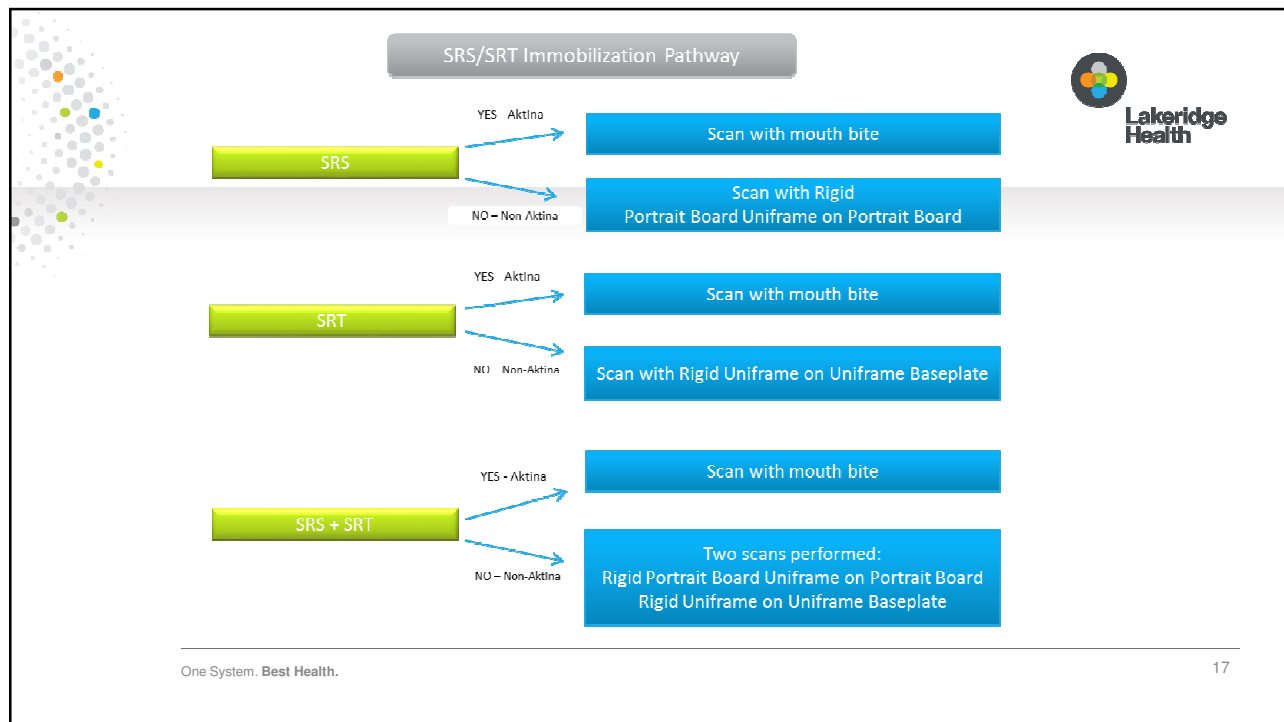 SRS/SRT Immobilization Pathway
Lakeridge
Health
YES Aktina
Scan with mouth bite
SRS
Scan with Rigid
Portrait Board Uniframe on Portrait Board
NO – Non Aktina
YES Aktina
Scan with mouth bite
SRT
Scan with Rigid Uniframe on Uniframe Baseplate
NO Non-Aktina
YES - Aktina
Scan with mouth bite
SRS + SRT
Two scans performed:
Rigid Portrait Board Uniframe on Portrait Board
Rigid Uniframe on Uniframe Baseplate
NO – Non-Aktina
One System. Best Health.
17